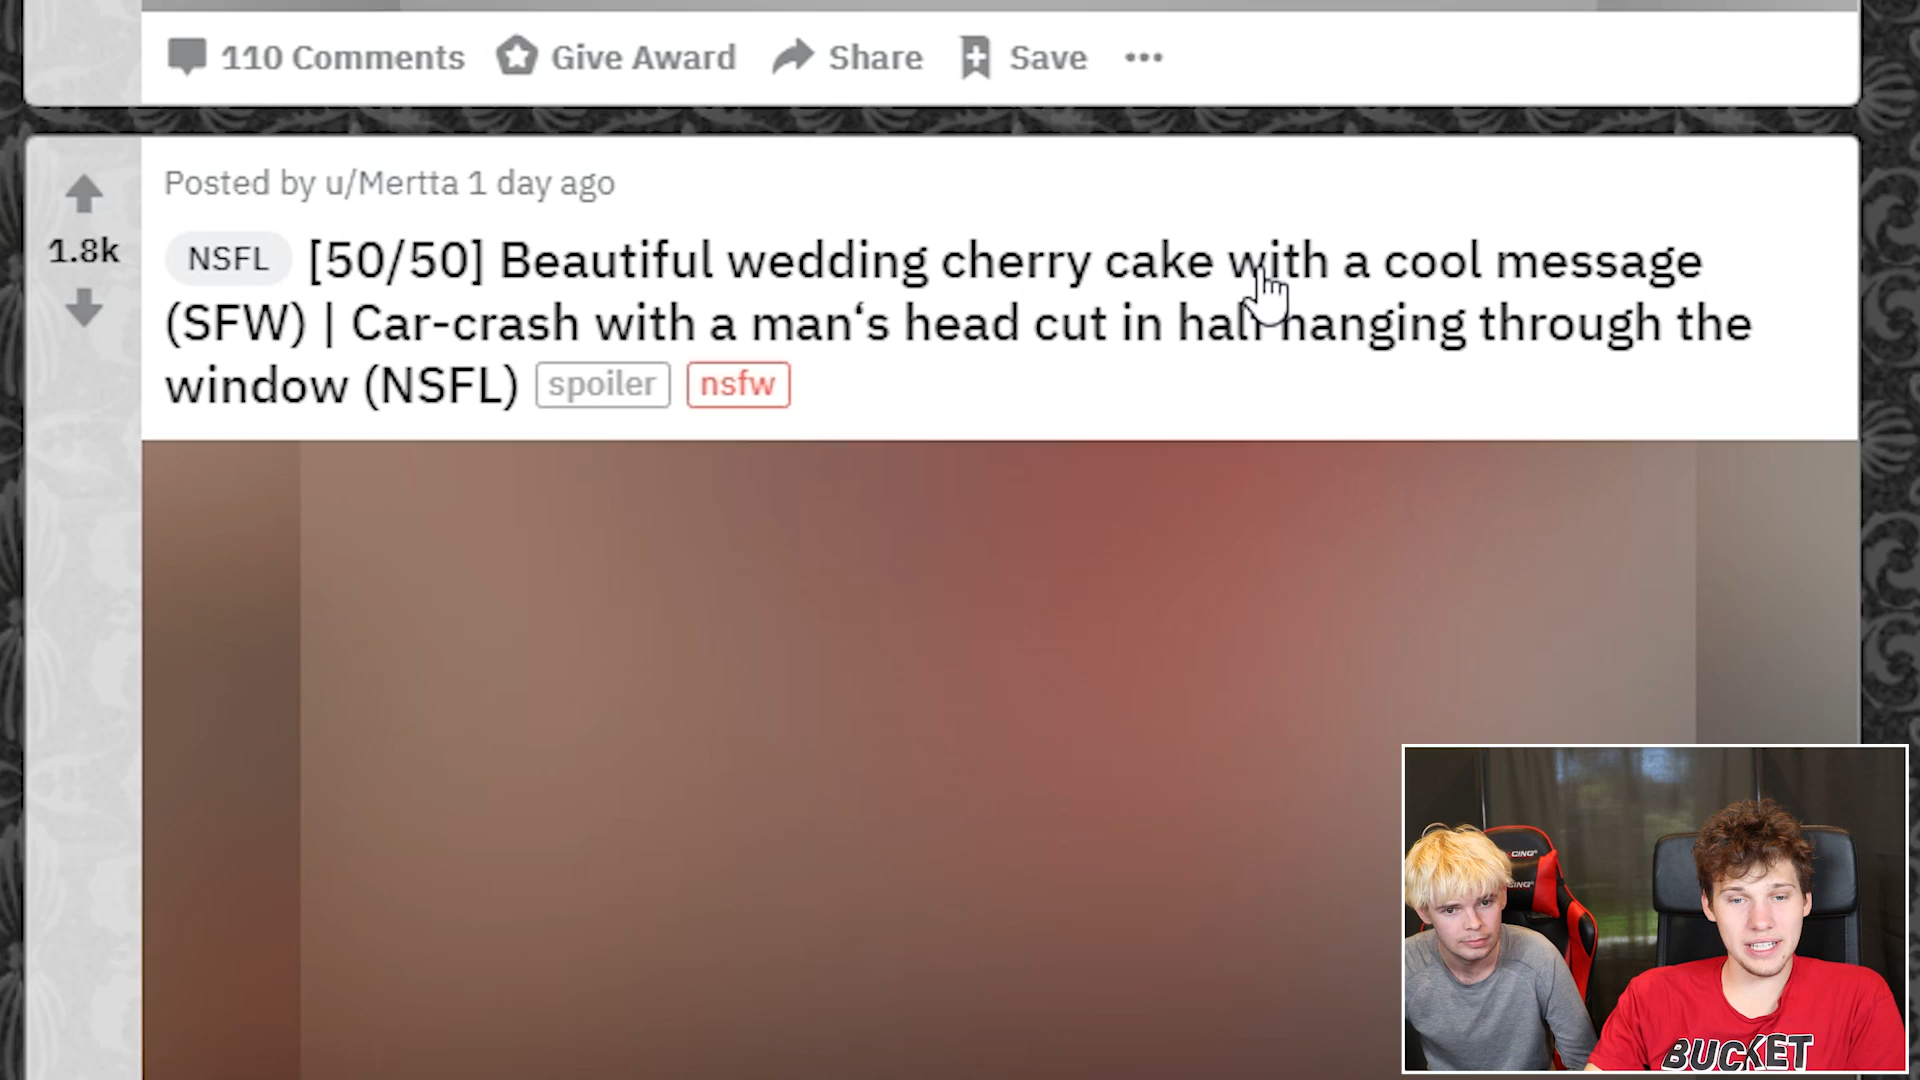 110 Comments Give Award Share Save
Posted by u/Mertta 1 day ago
1.8k
NSFL [50/50] Beautiful wedding cherry cake with a cool message
(SFW) | Car-crash with a man‘s head cut in half hanging through the
window (NSFL) spoiler nsfw
CING
CING
BUCKET